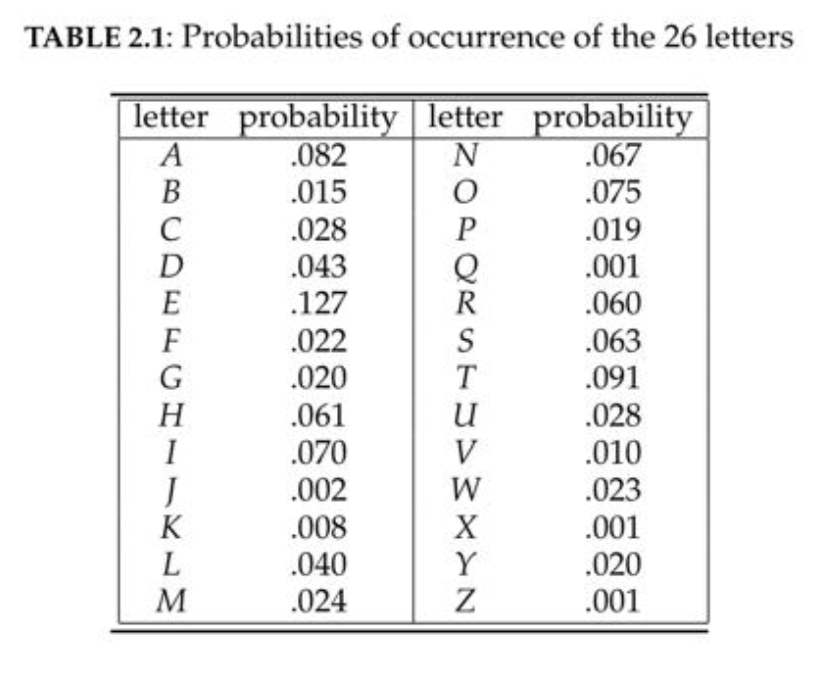 TABLE 2.1: Probabilities of occurrence of the 26 letters
letter probability letter probability
A .082 N .067
B .015 O .075
C .028 P .019
D .043 Q .001
E .127 R .060
F .022 S .063
G .020 T .091
H .061 U .028
I .070 V .010
J .002 W .023
K .008 X .001
L .040 Y .020
M .024 Z .001